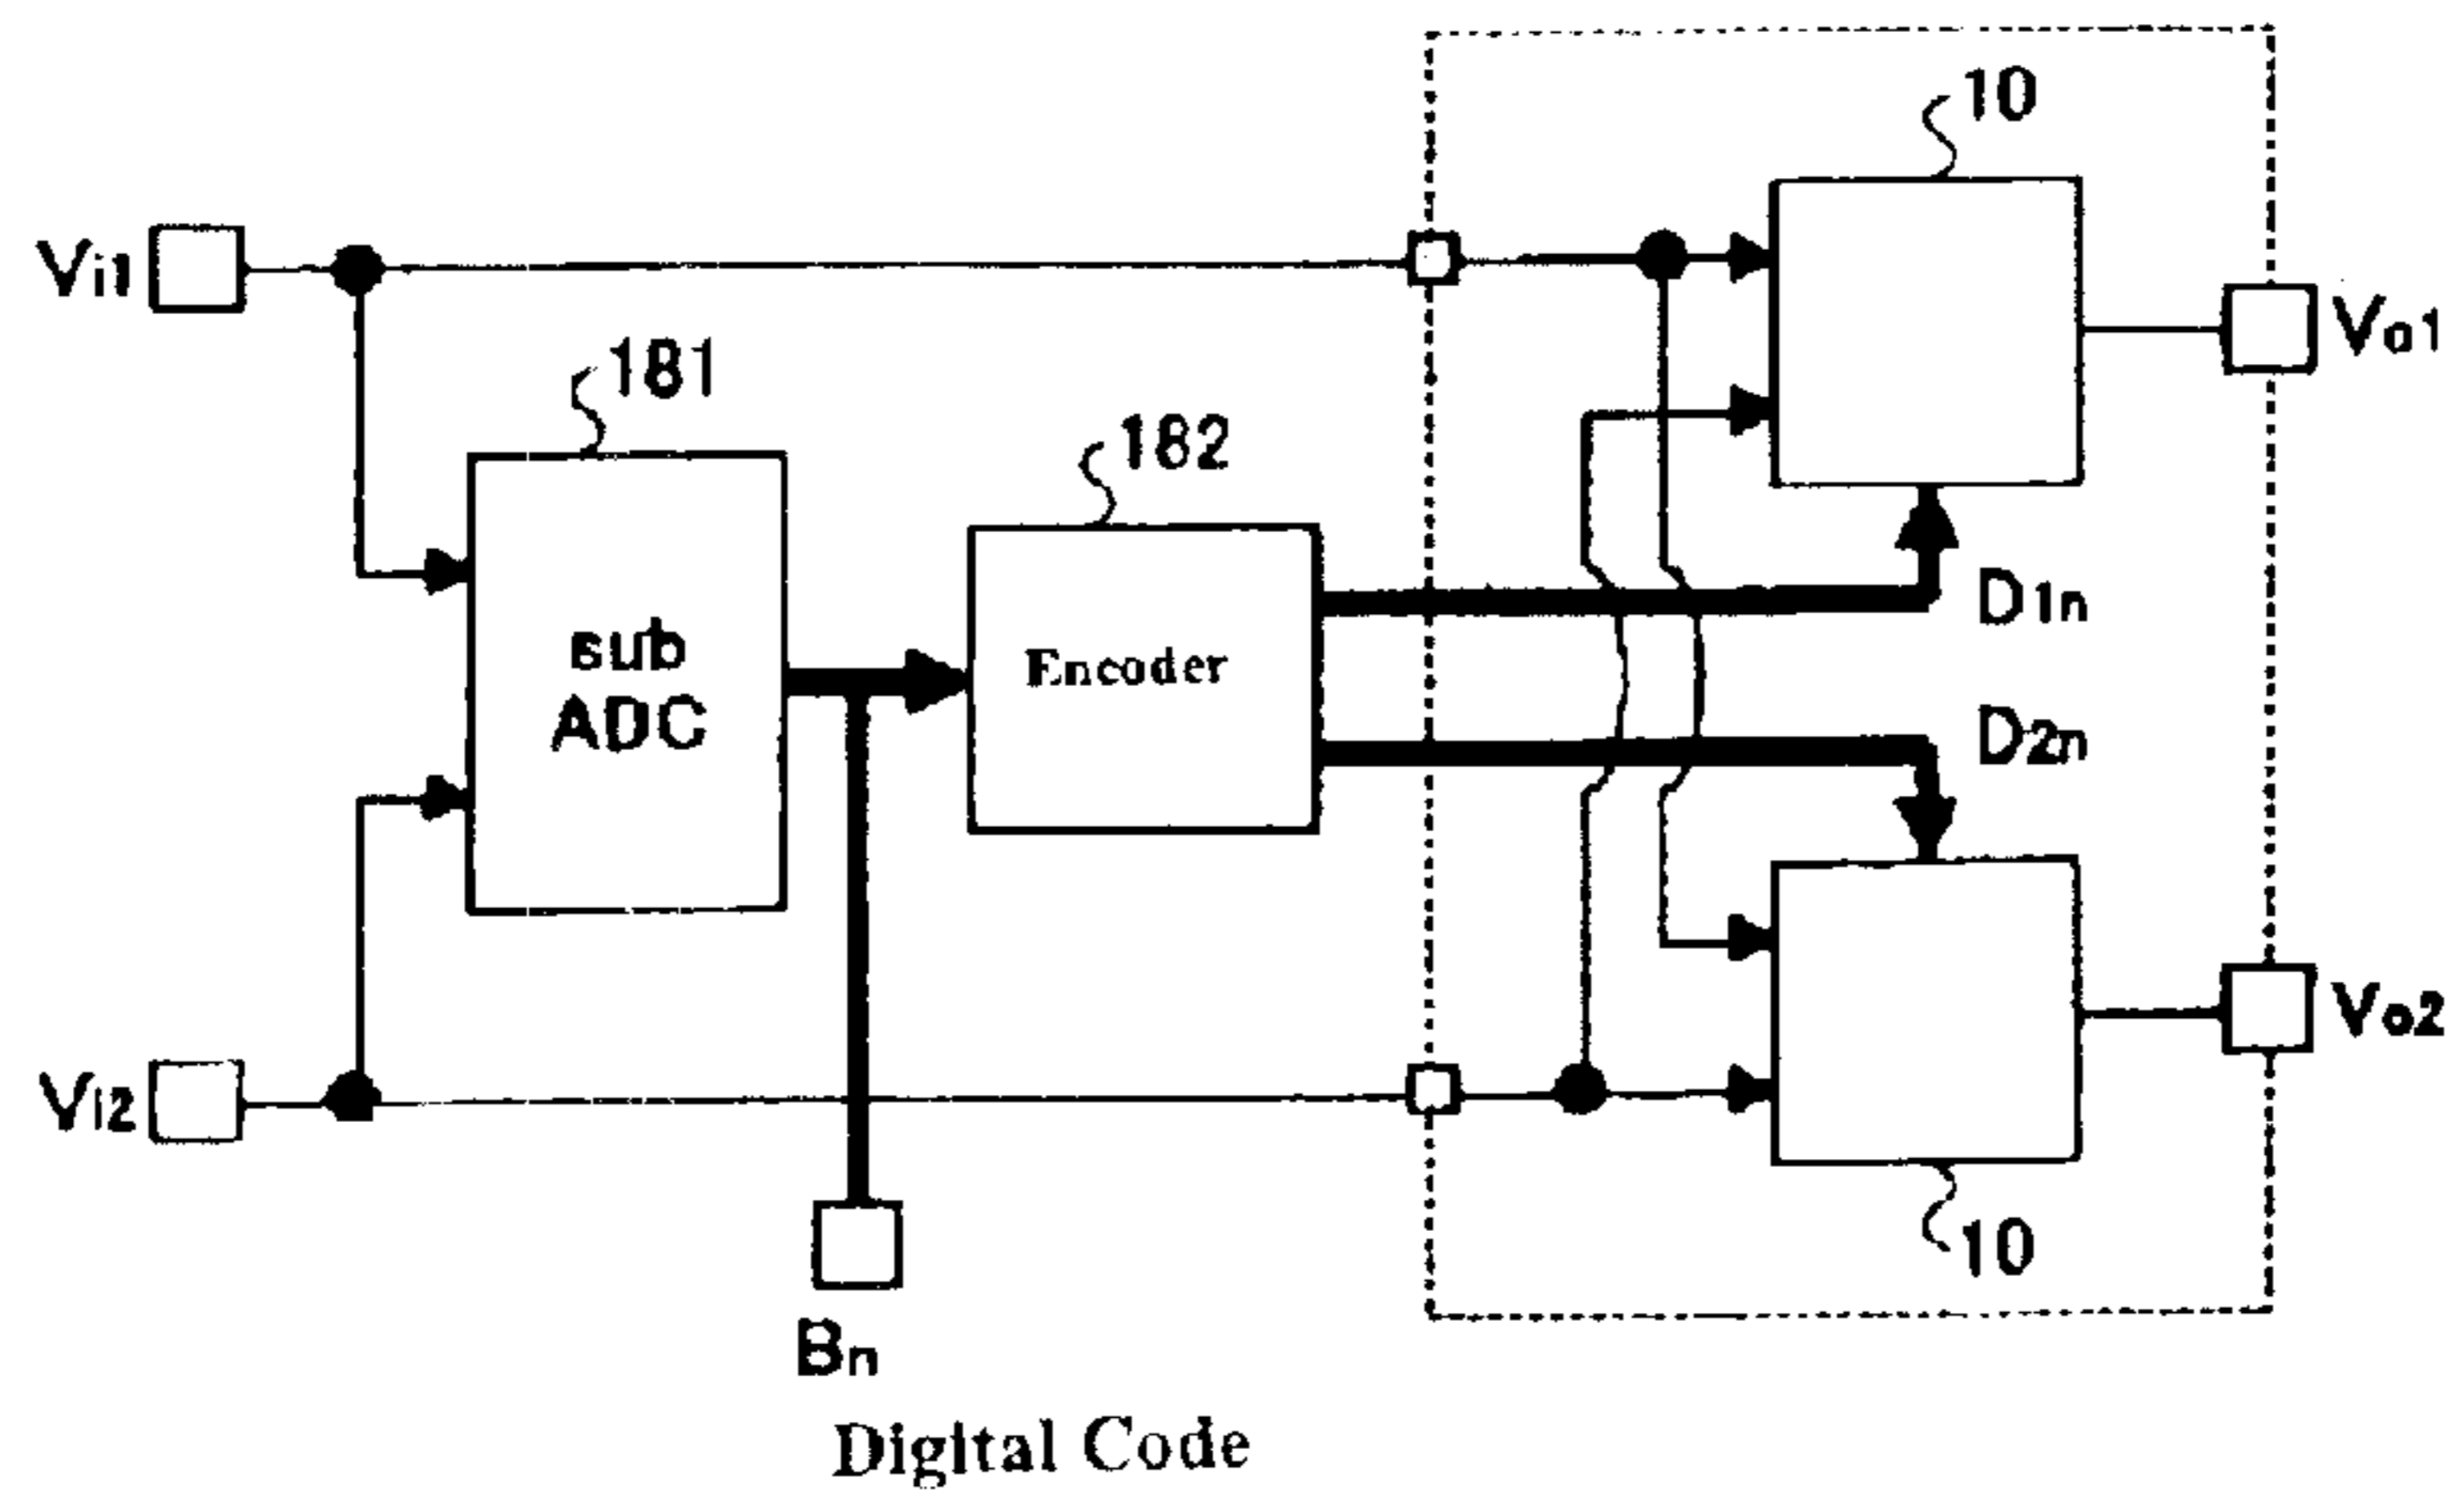 10
Vi1
Vo1
181
182
sub
ADC
Encoder
D1n
D2n
Vi2
Vo2
10
Bn
Digital Code